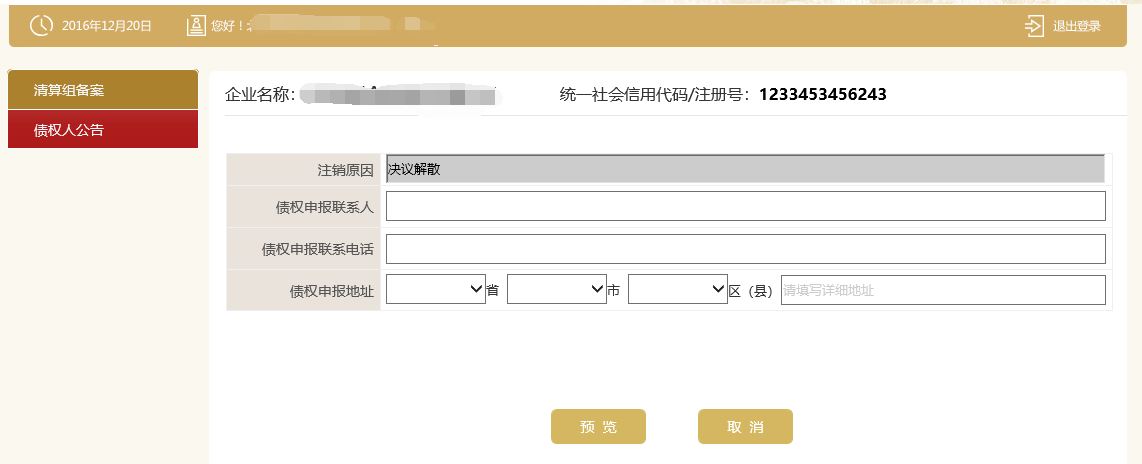 2016年12月20日 您好！ 退出登录
清算组备案
债权人公告
企业名称： 统一社会信用代码/注册号：1233453456243
注销原因 决议解散
债权申报联系人
债权申报联系电话
债权申报地址 省 市 区（县） 请填写详细地址
预 览 取 消